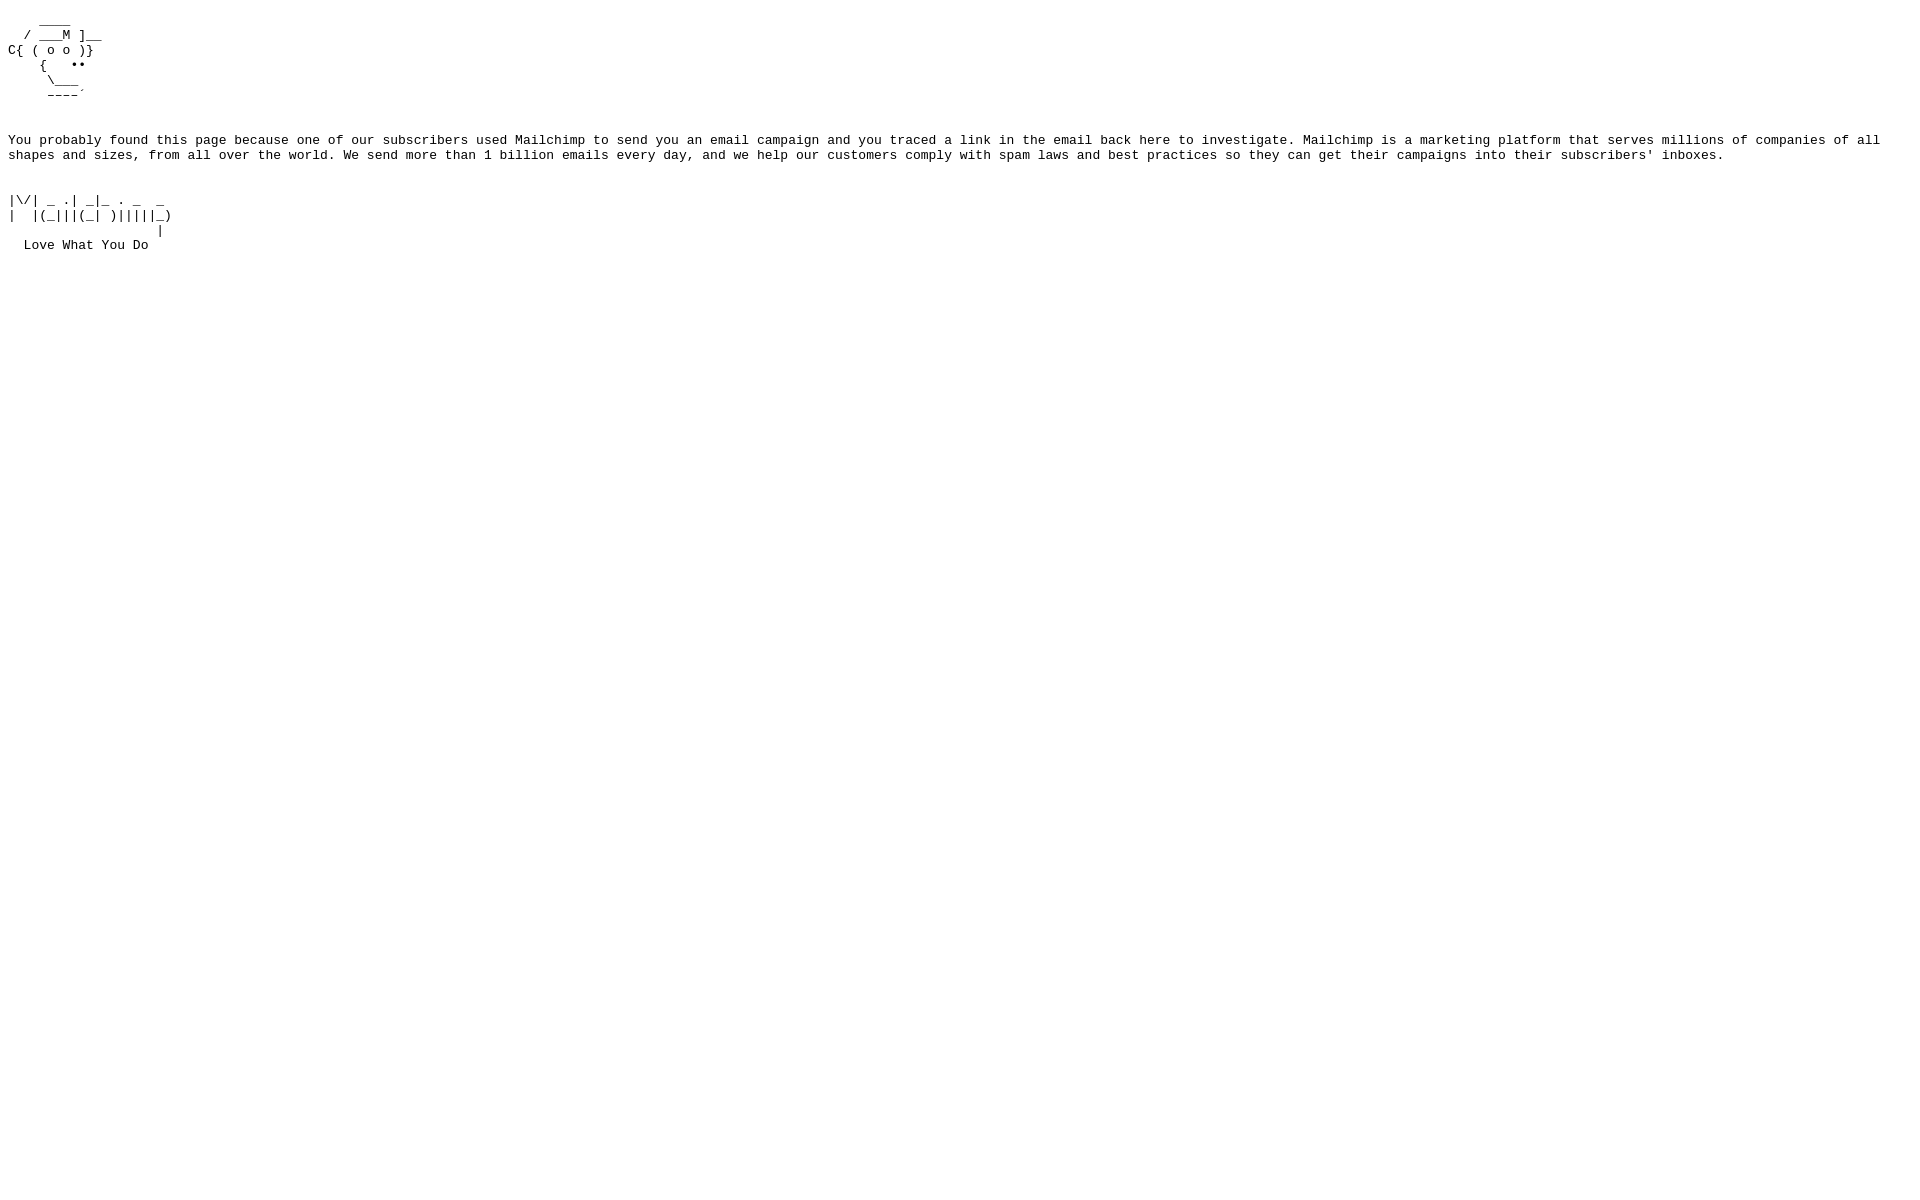 ____
  / ___M ]__
C{ ( o o )}
    {   ••
     \___
     ––––´
You probably found this page because one of our subscribers used Mailchimp to send you an email campaign and you traced a link in the email back here to investigate. Mailchimp is a marketing platform that serves millions of companies of all
shapes and sizes, from all over the world. We send more than 1 billion emails every day, and we help our customers comply with spam laws and best practices so they can get their campaigns into their subscribers' inboxes.
|\/| _ .| _|_ . _  _
|  |(_|||(_| )|||||_)
                   |
  Love What You Do